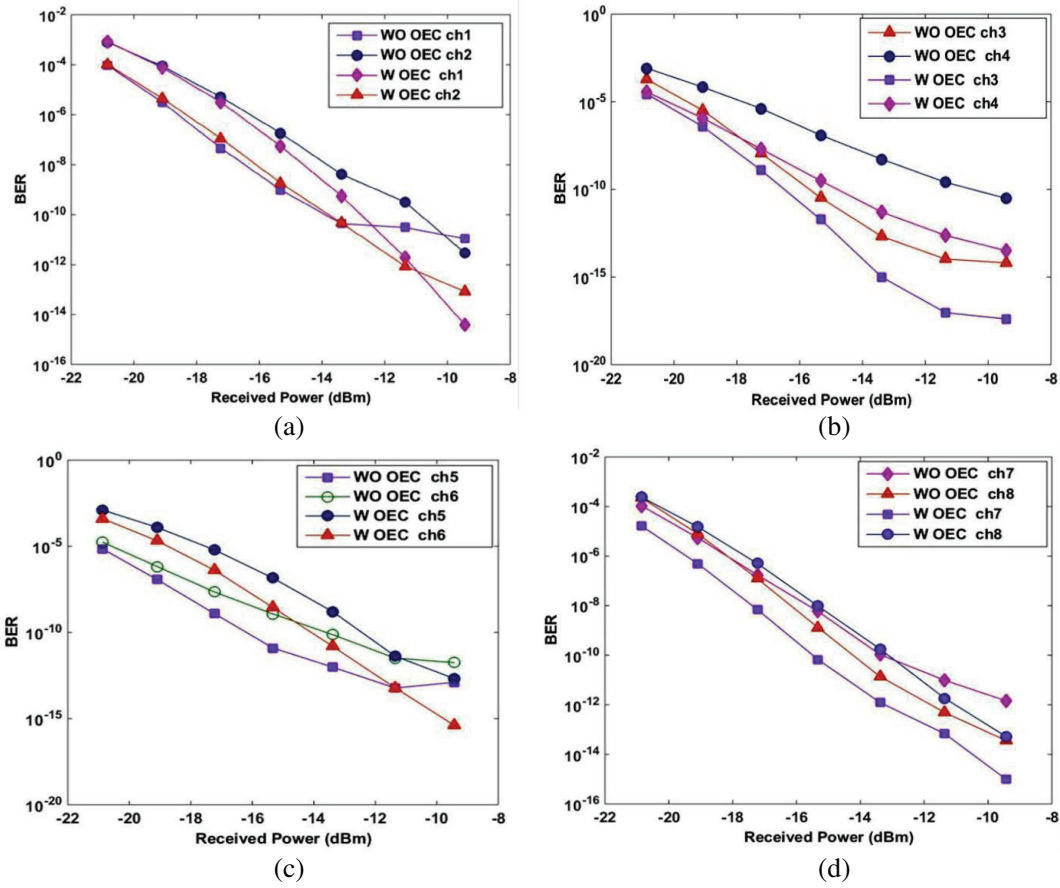 10^0
10^-4
10^-6
10^-8
10^-10
10^-12
10^-14
10^-16
BER
-22 -20 -18 -16 -14 -12 -10 -8
Received Power (dBm)
WO OEC ch1
WO OEC ch2
W OEC ch1
W OEC ch2
(a)
10^0
10^-5
10^-10
10^-15
10^-20
BER
-22 -20 -18 -16 -14 -12 -10 -8
Received Power (dBm)
WO OEC ch3
WO OEC ch4
W OEC ch3
W OEC ch4
(b)
10^0
10^-5
10^-10
10^-15
10^-20
BER
-22 -20 -18 -16 -14 -12 -10 -8
Received Power (dBm)
WO OEC ch5
WO OEC ch6
W OEC ch5
W OEC ch6
(c)
10^-2
10^-4
10^-6
10^-8
10^-10
10^-12
10^-14
10^-16
BER
-22 -20 -18 -16 -14 -12 -10 -8
Received Power (dBm)
WO OEC ch7
WO OEC ch8
W OEC ch7
W OEC ch8
(d)